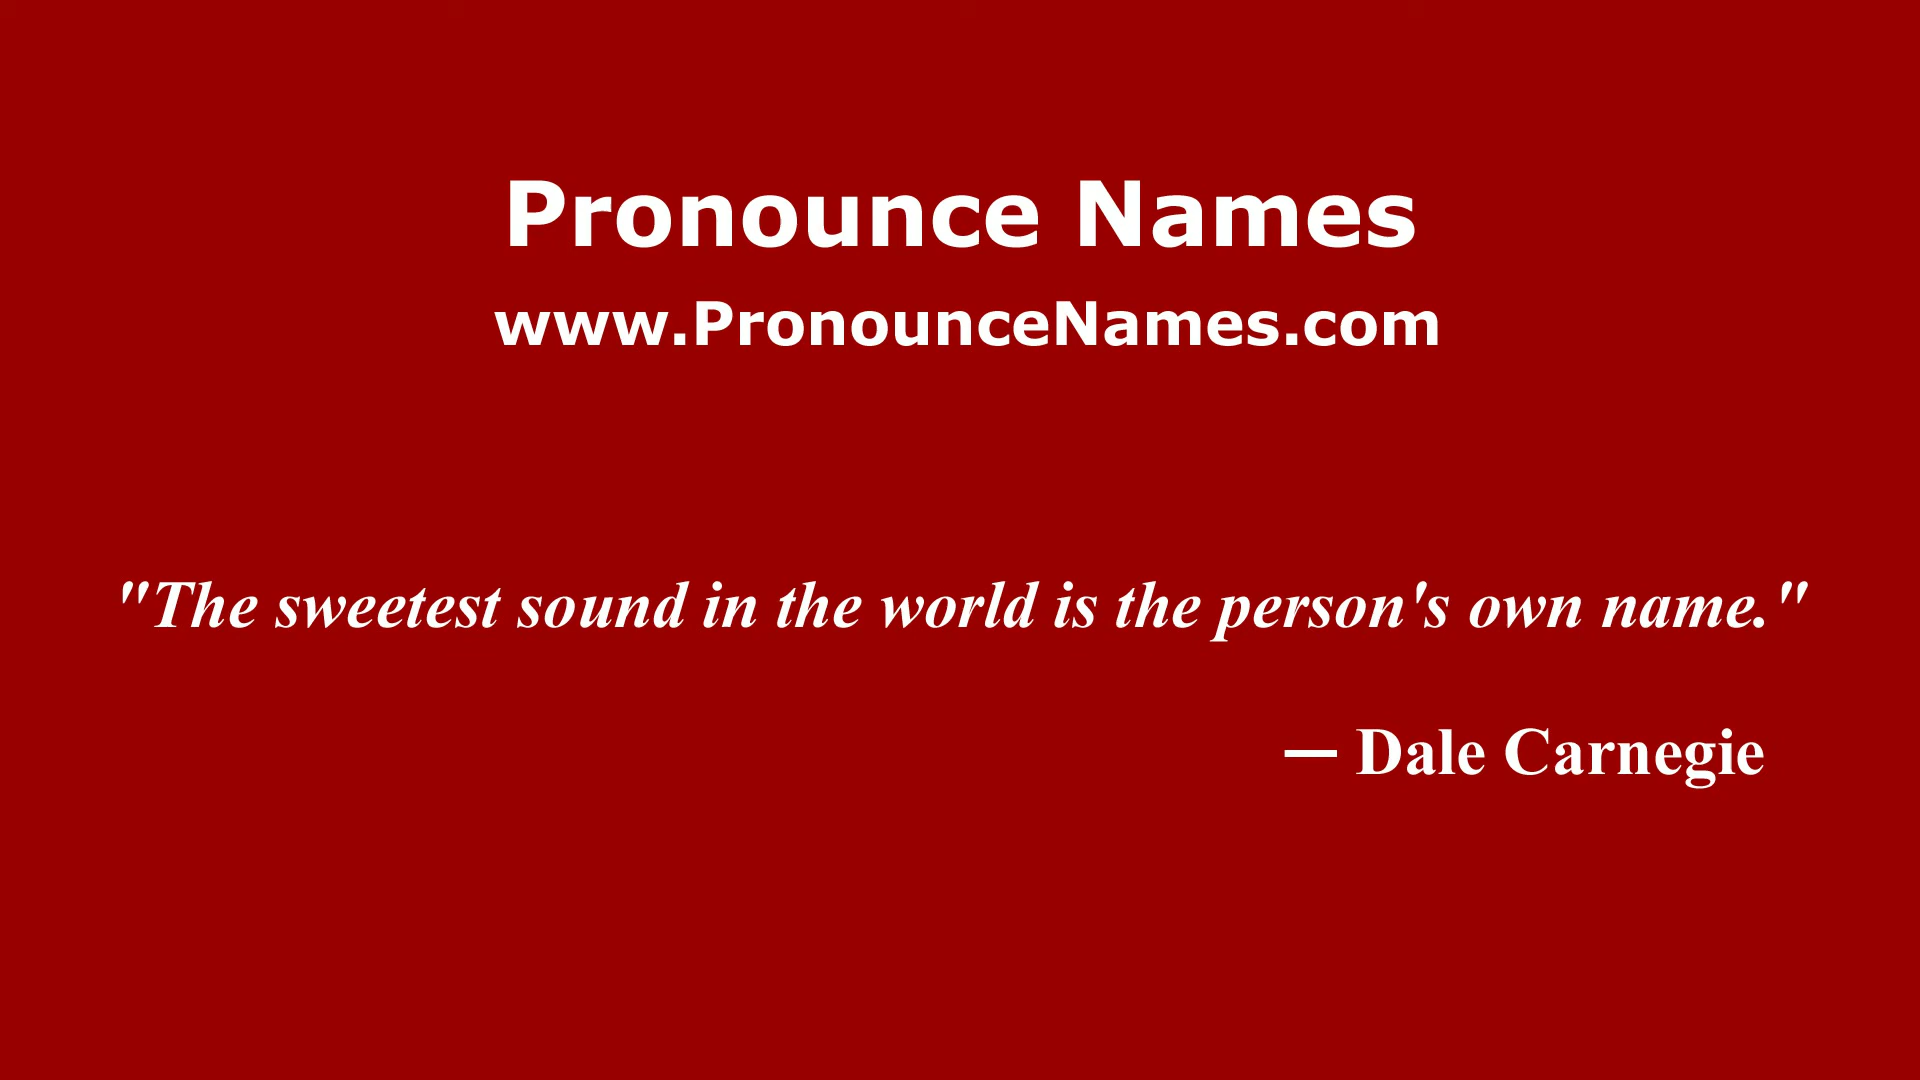 Pronounce Names
www.PronounceNames.com
"The sweetest sound in the world is the person's own name."
— Dale Carnegie